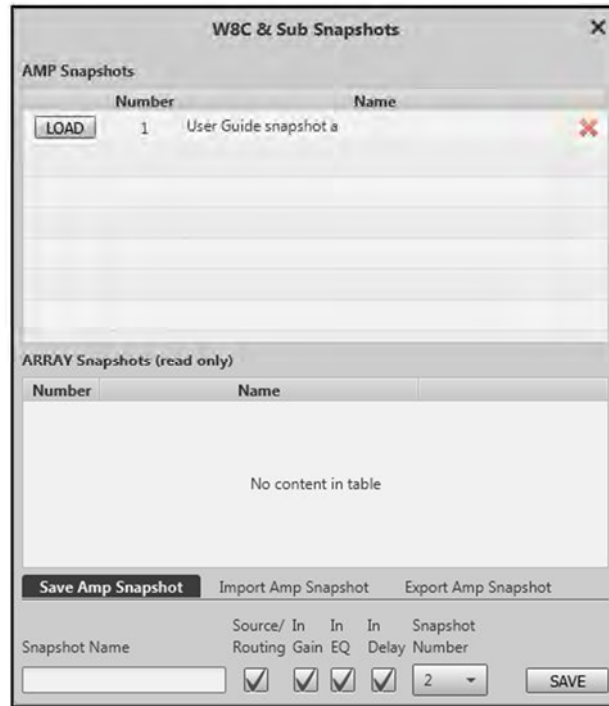 W8C & Sub Snapshots
AMP Snapshots
Number Name
LOAD 1 User Guide snapshot a
ARRAY Snapshots (read only)
Number Name
No content in table
Save Amp Snapshot Import Amp Snapshot Export Amp Snapshot
Source/ In In In Snapshot
Snapshot Name Routing Gain EQ Delay Number
2 SAVE